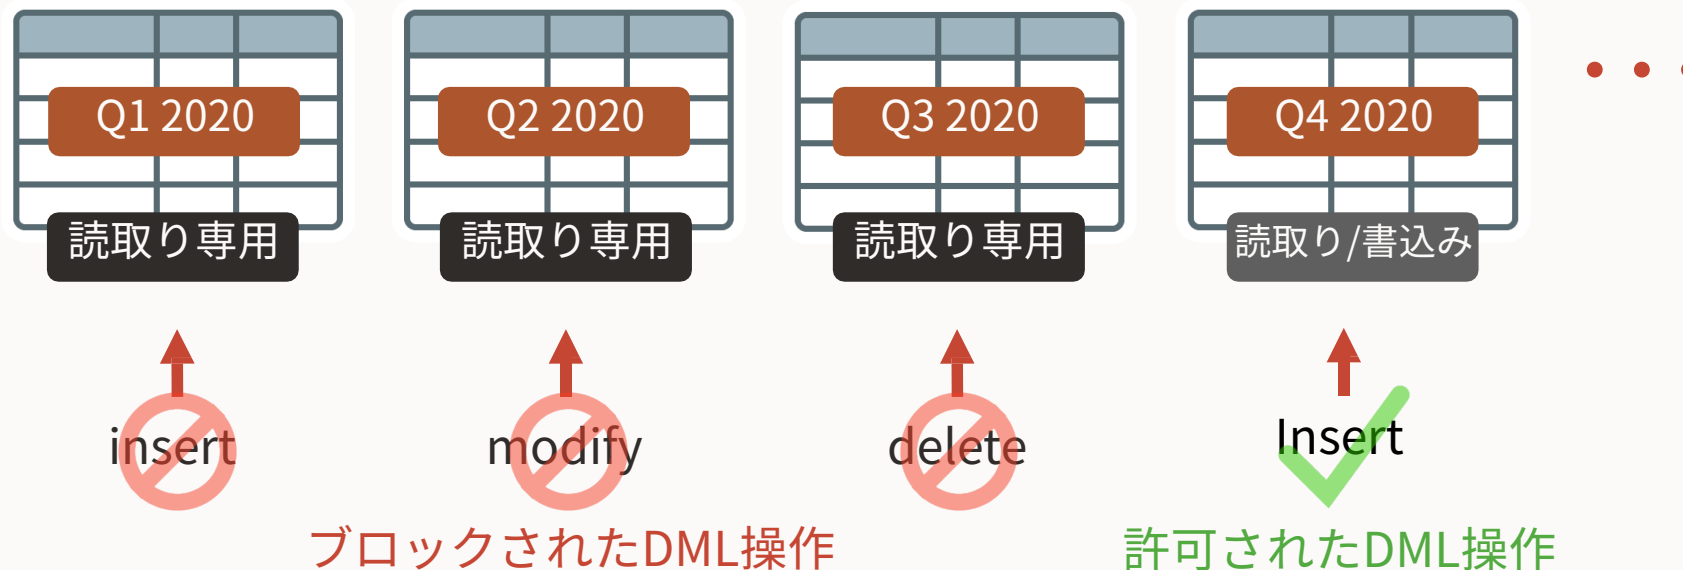 Q1 2020
Q2 2020
Q3 2020
Q4 2020
読取り専用
読取り専用
読取り専用
読取り/書込み
insert
modify
delete
Insert
ブロックされたDML操作
許可されたDML操作